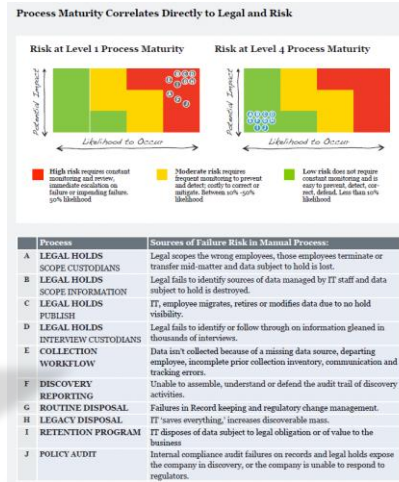 Process Maturity Correlates Directly to Legal and Risk
Risk at Level 1 Process Maturity
Risk at Level 4 Process Maturity
Potential Impact
Likelihood to Occur
Potential Impact
Likelihood to Occur
High risk requires constant
monitoring and review,
immediate escalation on
failure or impending failure.
50% likelihood
Moderate risk requires
frequent monitoring to prevent
and detect; costly to correct or
mitigate. Between 10% -50%
likelihood
Low risk does not require
constant monitoring and is
easy to prevent, detect, cor-
rect, defend. Less than 10%
likelihood
Process Sources of Failure Risk in Manual Process:
A LEGAL HOLDS Legal scopes the wrong employees, those employees terminate or
SCOPE CUSTODIANS transfer mid-matter and data subject to hold is lost.
B LEGAL HOLDS Legal fails to identify sources of data managed by IT staff and data
SCOPE INFORMATION subject to hold is destroyed.
C LEGAL HOLDS IT, employee migrates, retires or modifies data due to no hold
PUBLISH visibility.
D LEGAL HOLDS Legal fails to identify or follow through on information gleaned in
INTERVIEW CUSTODIANS thousands of interviews.
E COLLECTION Data isn't collected because of a missing data source, departing
WORKFLOW employee, incomplete prior collection inventory, communication and
tracking errors.
F DISCOVERY Unable to assemble, understand or defend the audit trail of discovery
REPORTING activities.
G ROUTINE DISPOSAL Failures in Record keeping and regulatory change management.
H LEGACY DISPOSAL IT 'saves everything,' increases discoverable mass.
I RETENTION PROGRAM IT disposes of data subject to legal obligation or of value to the
business
J POLICY AUDIT Internal compliance audit failures on records and legal holds expose
the company in discovery, or the company is unable to respond to
regulators.